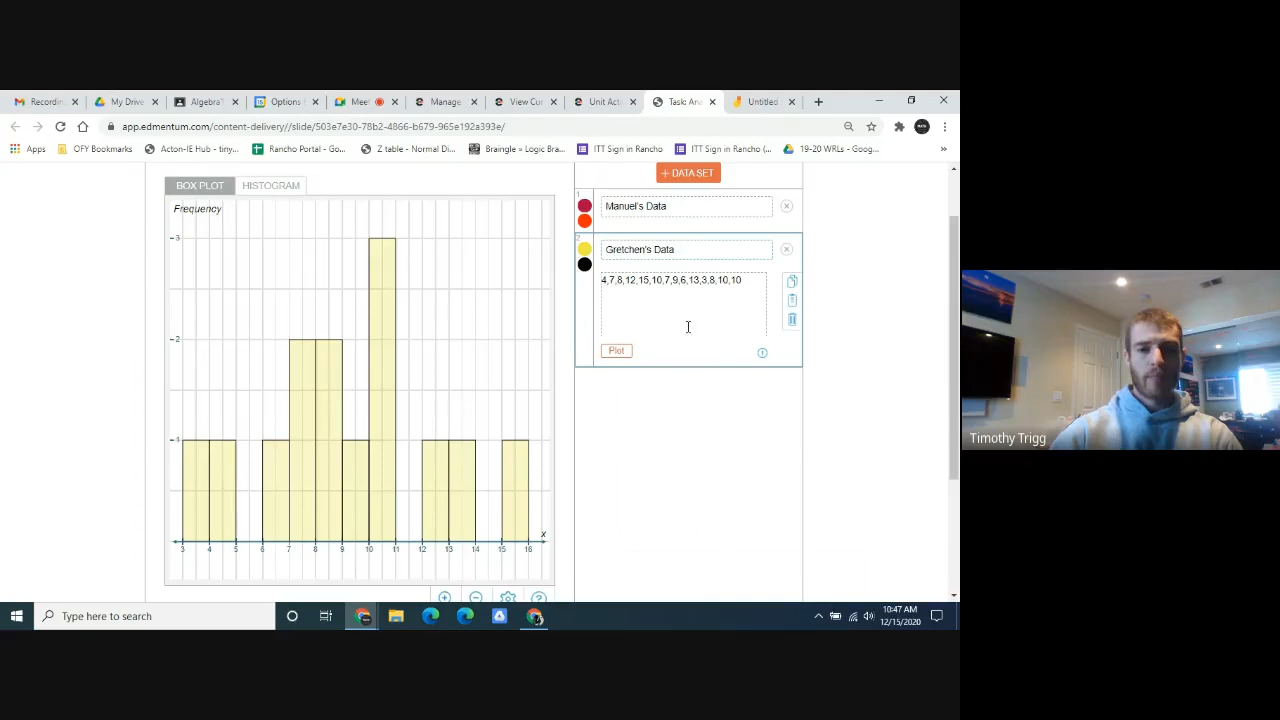 Recordin
My Drive
Algebra
Options
Meet
Manage
View Cur
Unit Acti
Task: Ana
Untitled
app.edmentum.com/content-delivery//slide/503e7e30-78b2-4866-b679-965e192a393e/
Apps
OFY Bookmarks
Acton-IE Hub - tiny...
Rancho Portal - Go...
Z table - Normal Di...
Braingle » Logic Bra...
ITT Sign in Rancho
ITT Sign in Rancho (...
19-20 WRLs - Goog...
»
BOX PLOT
HISTOGRAM
Frequency
3
2
1
x
3 4 5 6 7 8 9 10 11 12 13 14 15 16
+ DATA SET
1
Manuel's Data
2
Gretchen's Data
4,7,8,12,15,10,7,9,6,13,3,8,10,10
Plot
Timothy Trigg
Type here to search
10:47 AM
12/15/2020